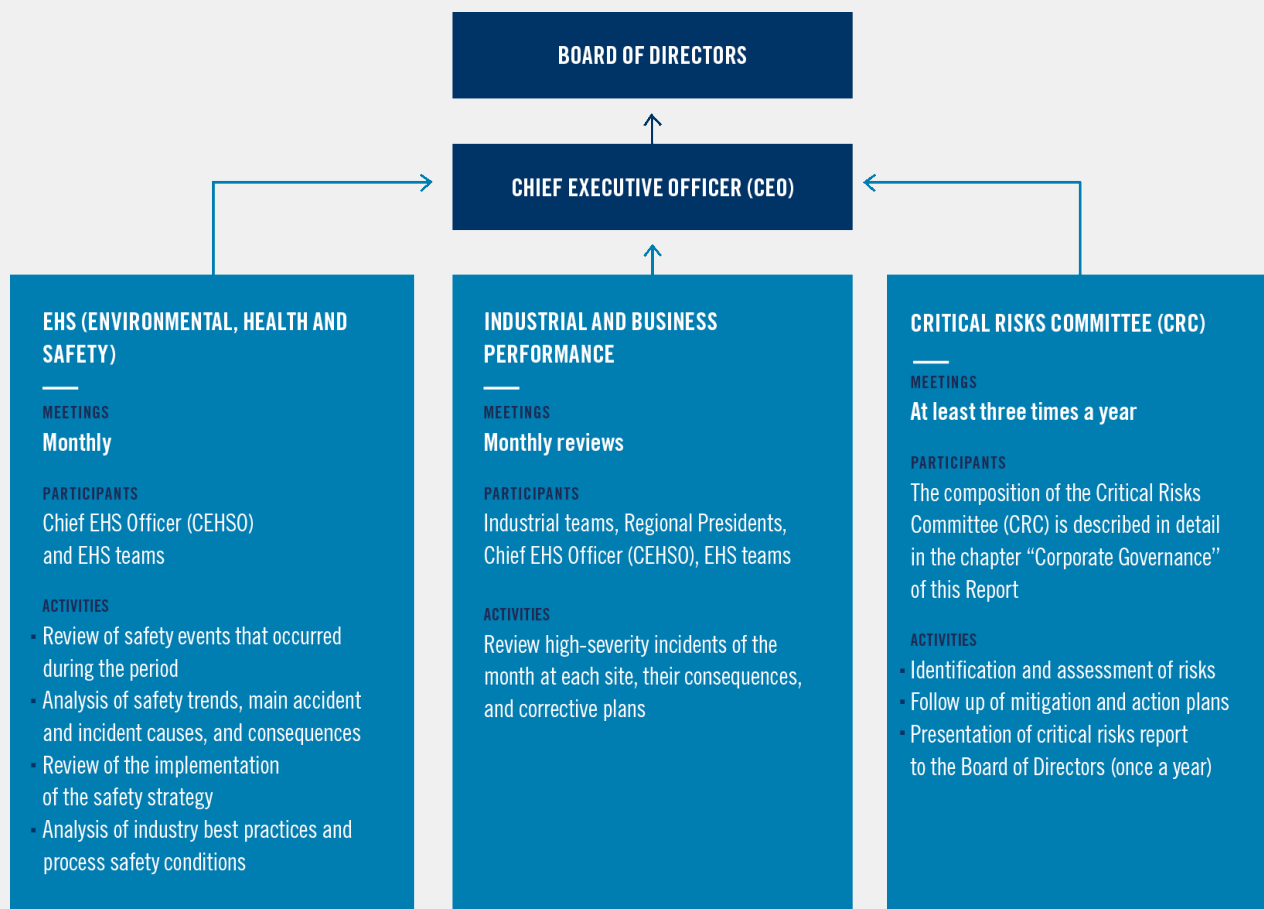 BOARD OF DIRECTORS
CHIEF EXECUTIVE OFFICER (CEO)
EHS (ENVIRONMENTAL, HEALTH AND
SAFETY)
MEETINGS
Monthly
PARTICIPANTS
Chief EHS Officer (CEHSO)
and EHS teams
ACTIVITIES
▪ Review of safety events that occurred
during the period
▪ Analysis of safety trends, main accident
and incident causes, and consequences
▪ Review of the implementation
of the safety strategy
▪ Analysis of industry best practices and
process safety conditions
INDUSTRIAL AND BUSINESS
PERFORMANCE
MEETINGS
Monthly reviews
PARTICIPANTS
Industrial teams, Regional Presidents,
Chief EHS Officer (CEHSO), EHS teams
ACTIVITIES
Review high-severity incidents of the
month at each site, their consequences,
and corrective plans
CRITICAL RISKS COMMITTEE (CRC)
MEETINGS
At least three times a year
PARTICIPANTS
The composition of the Critical Risks
Committee (CRC) is described in detail
in the chapter “Corporate Governance”
of this Report
ACTIVITIES
▪ Identification and assessment of risks
▪ Follow up of mitigation and action plans
▪ Presentation of critical risks report
to the Board of Directors (once a year)